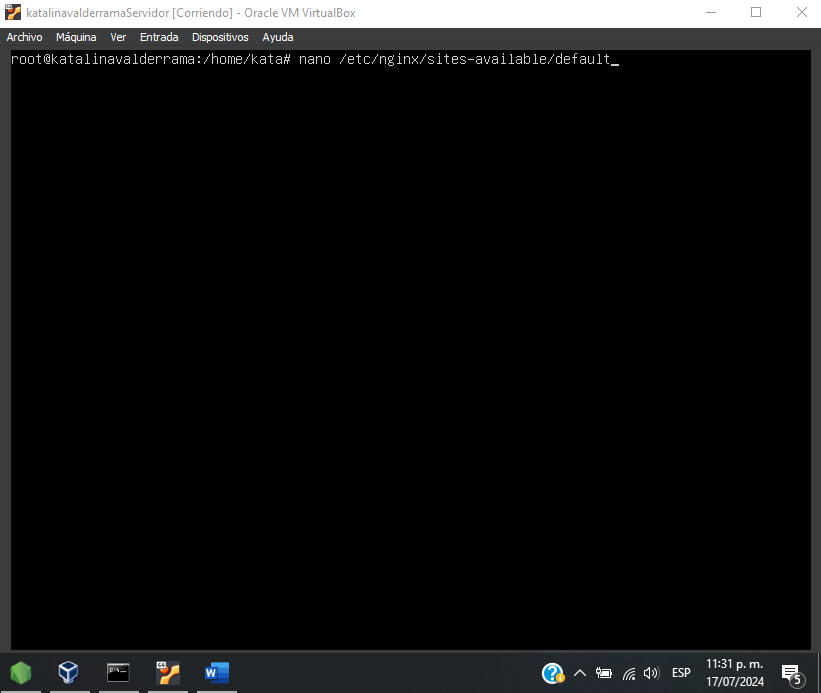 katalinavalderramaServidor [Corriendo] - Oracle VM VirtualBox
Archivo Máquina Ver Entrada Dispositivos Ayuda
root@katalinavalderrama:/home/kata# nano /etc/nginx/sites-available/default_
ESP
11:31 p. m.
17/07/2024
5